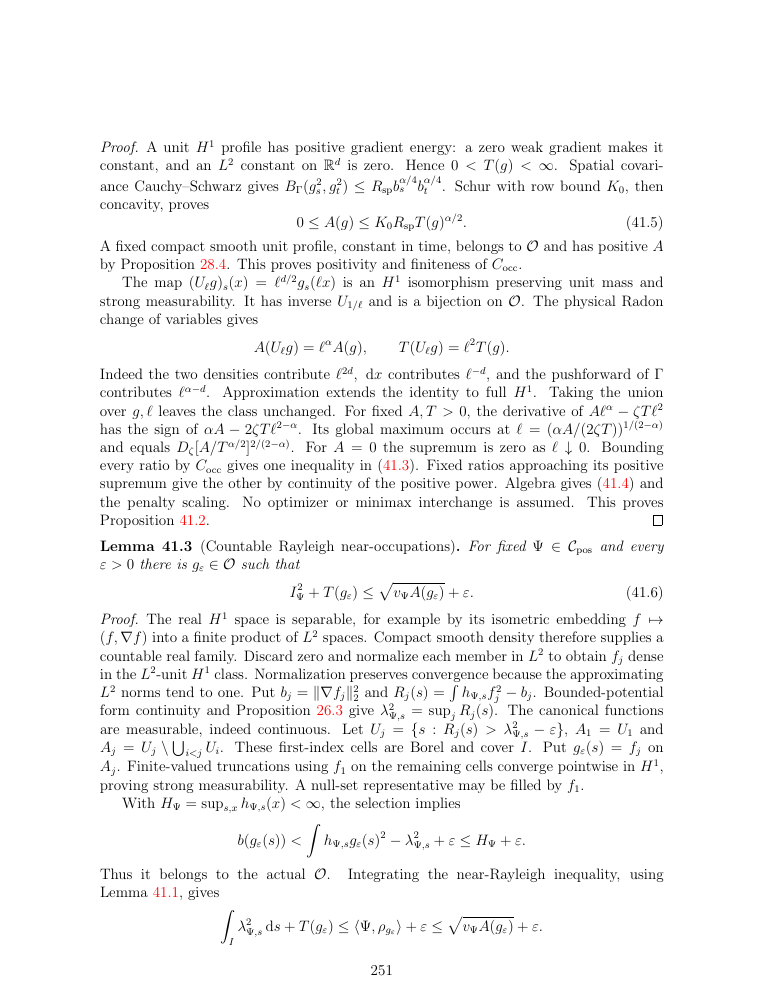 Proof. A unit H¹ profile has positive gradient energy: a zero weak gradient makes it
constant, and an L² constant on ℝᵈ is zero. Hence 0 < T(g) < ∞. Spatial covari-
ance Cauchy–Schwarz gives B_Γ(g_s^2, g_t^2) ≤ R_sp b_s^{α/4} b_t^{α/4}. Schur with row bound K_0, then
concavity, proves
0 ≤ A(g) ≤ K_0 R_sp T(g)^{α/2}. (41.5)
A fixed compact smooth unit profile, constant in time, belongs to 𝒪 and has positive A
by Proposition 28.4. This proves positivity and finiteness of C_occ.
The map (U_ℓ g)_s(x) = ℓ^{d/2} g_s(ℓx) is an H¹ isomorphism preserving unit mass and
strong measurability. It has inverse U_{1/ℓ} and is a bijection on 𝒪. The physical Radon
change of variables gives
A(U_ℓ g) = ℓ^α A(g), T(U_ℓ g) = ℓ² T(g).
Indeed the two densities contribute ℓ^{2d}, dx contributes ℓ^{−d}, and the pushforward of Γ
contributes ℓ^{α−d}. Approximation extends the identity to full H¹. Taking the union
over g, ℓ leaves the class unchanged. For fixed A, T > 0, the derivative of Aℓ^α − ζTℓ²
has the sign of αA − 2ζTℓ^{2−α}. Its global maximum occurs at ℓ = (αA/(2ζT))^{1/(2−α)}
and equals D_ζ[A/T^{α/2}]^{2/(2−α)}. For A = 0 the supremum is zero as ℓ ↓ 0. Bounding
every ratio by C_occ gives one inequality in (41.3). Fixed ratios approaching its positive
supremum give the other by continuity of the positive power. Algebra gives (41.4) and
the penalty scaling. No optimizer or minimax interchange is assumed. This proves
Proposition 41.2. □
Lemma 41.3 (Countable Rayleigh near-occupations). For fixed Ψ ∈ 𝒞_pos and every
ε > 0 there is g_ε ∈ 𝒪 such that
I_Ψ^2 + T(g_ε) ≤ √(v_Ψ A(g_ε)) + ε. (41.6)
Proof. The real H¹ space is separable, for example by its isometric embedding f ↦
(f, ∇f) into a finite product of L² spaces. Compact smooth density therefore supplies a
countable real family. Discard zero and normalize each member in L² to obtain f_j dense
in the L²-unit H¹ class. Normalization preserves convergence because the approximating
L² norms tend to one. Put b_j = ‖∇f_j‖_2^2 and R_j(s) = ∫ h_{Ψ,s} f_j^2 − b_j. Bounded-potential
form continuity and Proposition 26.3 give λ_{Ψ,s}^2 = sup_j R_j(s). The canonical functions
are measurable, indeed continuous. Let U_j = {s : R_j(s) > λ_{Ψ,s}^2 − ε}, A_1 = U_1 and
A_j = U_j \ ⋃_{i<j} U_i. These first-index cells are Borel and cover I. Put g_ε(s) = f_j on
A_j. Finite-valued truncations using f_1 on the remaining cells converge pointwise in H¹,
proving strong measurability. A null-set representative may be filled by f_1.
With H_Ψ = sup_{s,x} h_{Ψ,s}(x) < ∞, the selection implies
b(g_ε(s)) < ∫ h_{Ψ,s} g_ε(s)² − λ_{Ψ,s}^2 + ε ≤ H_Ψ + ε.
Thus it belongs to the actual 𝒪. Integrating the near-Rayleigh inequality, using
Lemma 41.1, gives
∫_I λ_{Ψ,s}^2 ds + T(g_ε) ≤ ⟨Ψ, ρ_{g_ε}⟩ + ε ≤ √(v_Ψ A(g_ε)) + ε.
251